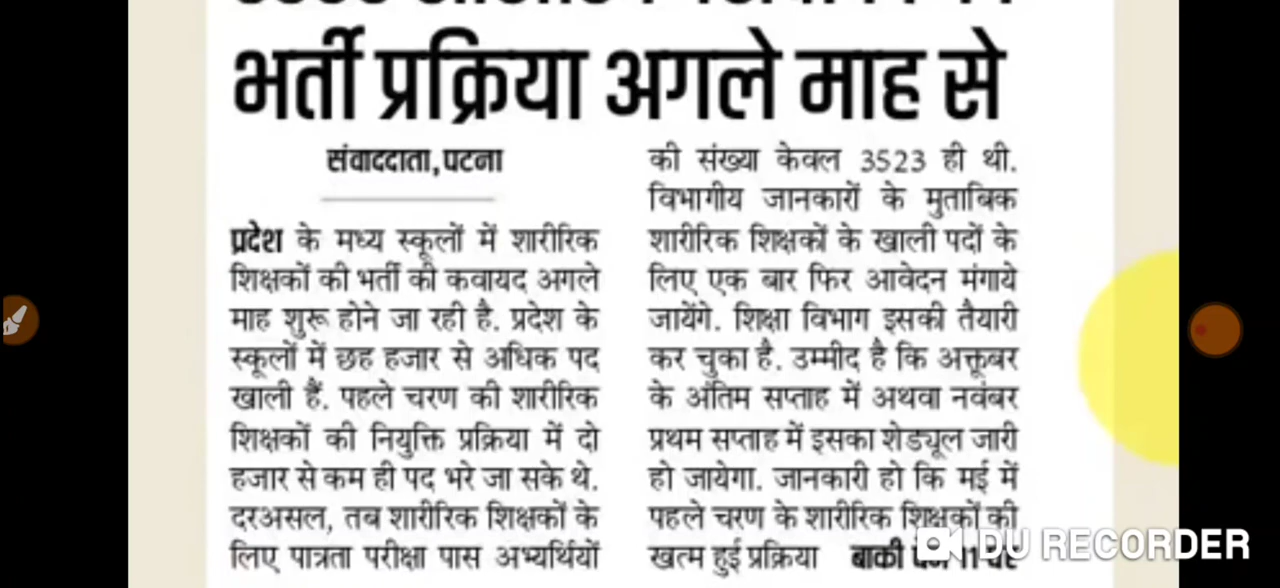 भर्ती प्रक्रिया अगले माह से
संवाददाता, पटना
प्रदेश के मध्य स्कूलों में शारीरिक
शिक्षकों की भर्ती की कवायद अगले
माह शुरू होने जा रही है. प्रदेश के
स्कूलों में छह हजार से अधिक पद
खाली हैं. पहले चरण की शारीरिक
शिक्षकों की नियुक्ति प्रक्रिया में दो
हजार से कम ही पद भरे जा सके थे.
दरअसल, तब शारीरिक शिक्षकों के
लिए पात्रता परीक्षा पास अभ्यर्थियों
की संख्या केवल 3523 ही थी.
विभागीय जानकारों के मुताबिक
शारीरिक शिक्षकों के खाली पदों के
लिए एक बार फिर आवेदन मंगाये
जायेंगे. शिक्षा विभाग इसकी तैयारी
कर चुका है. उम्मीद है कि अक्तूबर
के अंतिम सप्ताह में अथवा नवंबर
प्रथम सप्ताह में इसका शेड्यूल जारी
हो जायेगा. जानकारी हो कि मई में
पहले चरण के शारीरिक शिक्षकों की
खत्म हुई प्रक्रिया बाकी पेज 11 पर
DU RECORDER